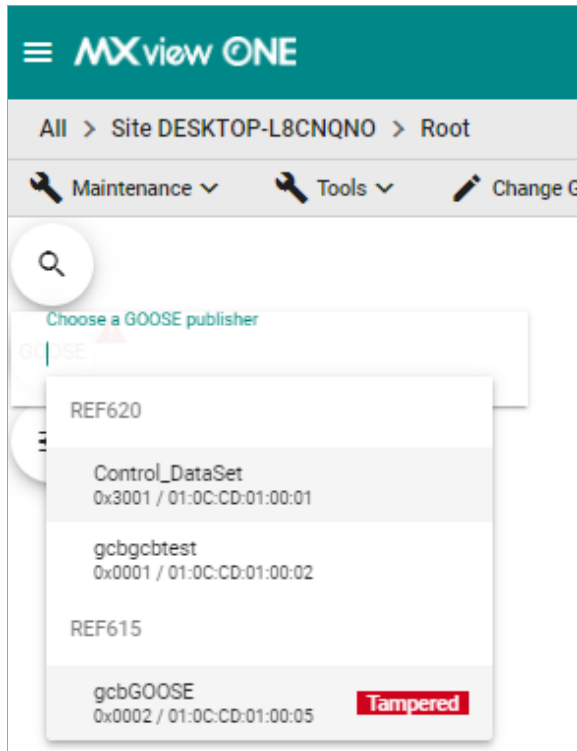 MXview ONE
All > Site DESKTOP-L8CNQNO > Root
Maintenance Tools Change G
Choose a GOOSE publisher
GOOSE
REF620
Control_DataSet
0x3001 / 01:0C:CD:01:00:01
gcbgcbtest
0x0001 / 01:0C:CD:01:00:02
REF615
gcbGOOSE Tampered
0x0002 / 01:0C:CD:01:00:05